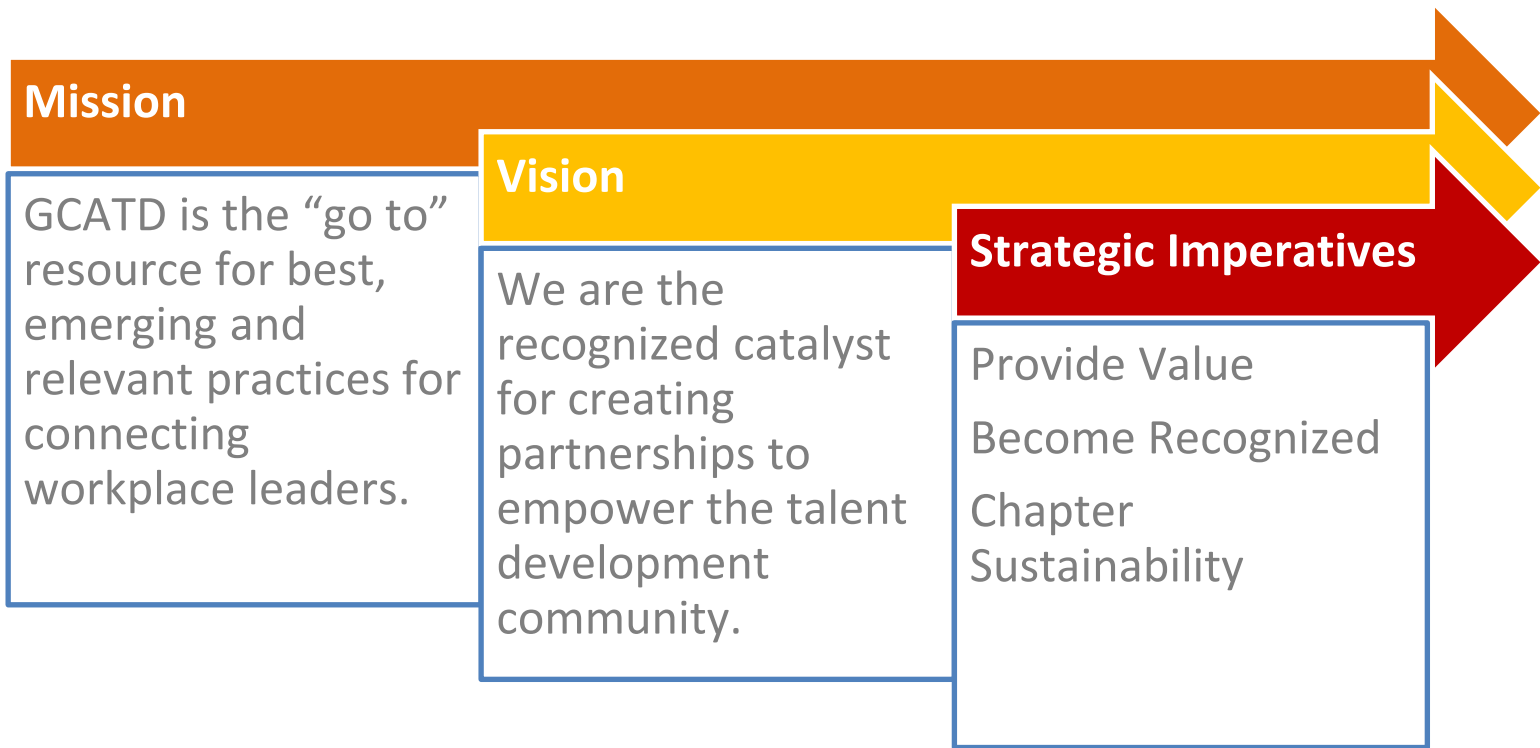 Mission
GCATD is the “go to”
resource for best,
emerging and
relevant practices for
connecting
workplace leaders.
Vision
We are the
recognized catalyst
for creating
partnerships to
empower the talent
development
community.
Strategic Imperatives
Provide Value
Become Recognized
Chapter
Sustainability